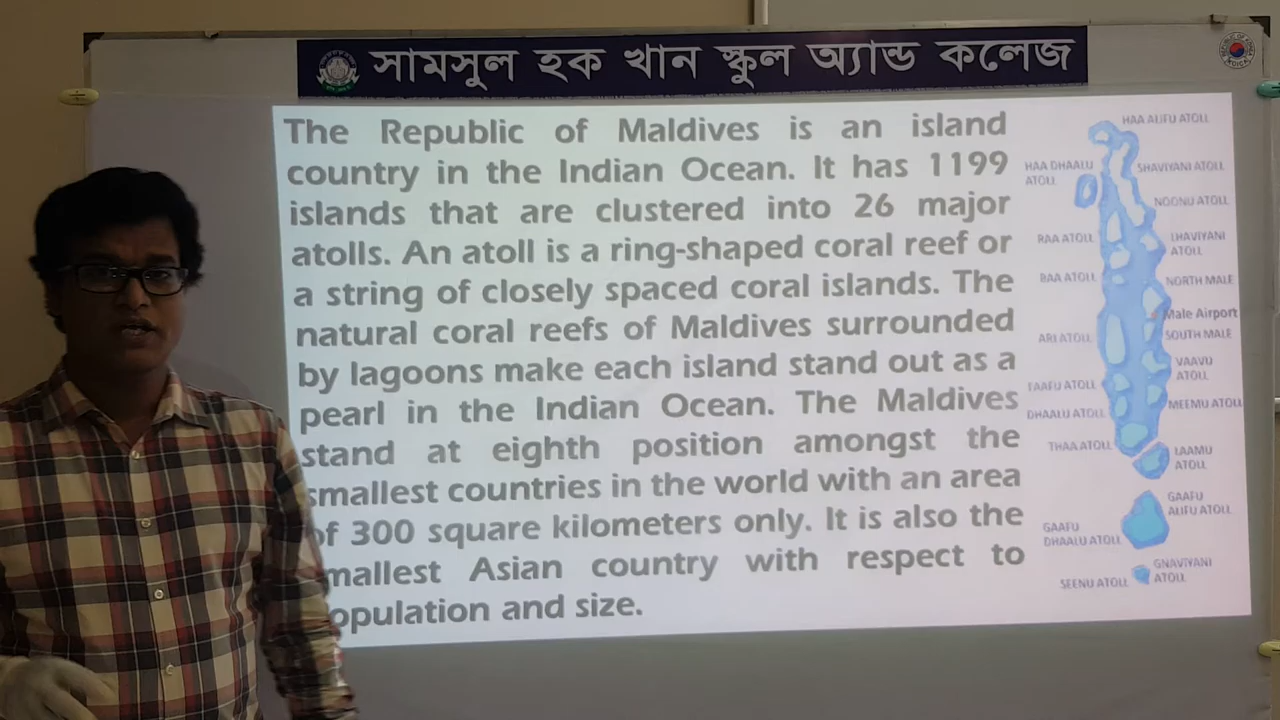 সামসুল হক খান স্কুল অ্যান্ড কলেজ
The Republic of Maldives is an island
country in the Indian Ocean. It has 1199
islands that are clustered into 26 major
atolls. An atoll is a ring-shaped coral reef or
a string of closely spaced coral islands. The
natural coral reefs of Maldives surrounded
by lagoons make each island stand out as a
pearl in the Indian Ocean. The Maldives
stand at eighth position amongst the
smallest countries in the world with an area
of 300 square kilometers only. It is also the
mallest Asian country with respect to
opulation and size.
HAA ALIFU ATOLL
HAA DHAALU
ATOLL
SHAVIYANI ATOLL
NOONU ATOLL
RAA ATOLL
LHAVIYANI
ATOLL
BAA ATOLL
NORTH MALE
Male Airport
SOUTH MALE
ARI ATOLL
VAAVU
ATOLL
FAAFU ATOLL
MEEMU ATOLL
DHAALU ATOLL
THAA ATOLL
LAAMU
ATOLL
GAAFU
ALIFU ATOLL
GAAFU
DHAALU ATOLL
GNAVIYANI
ATOLL
SEENU ATOLL
KOICA